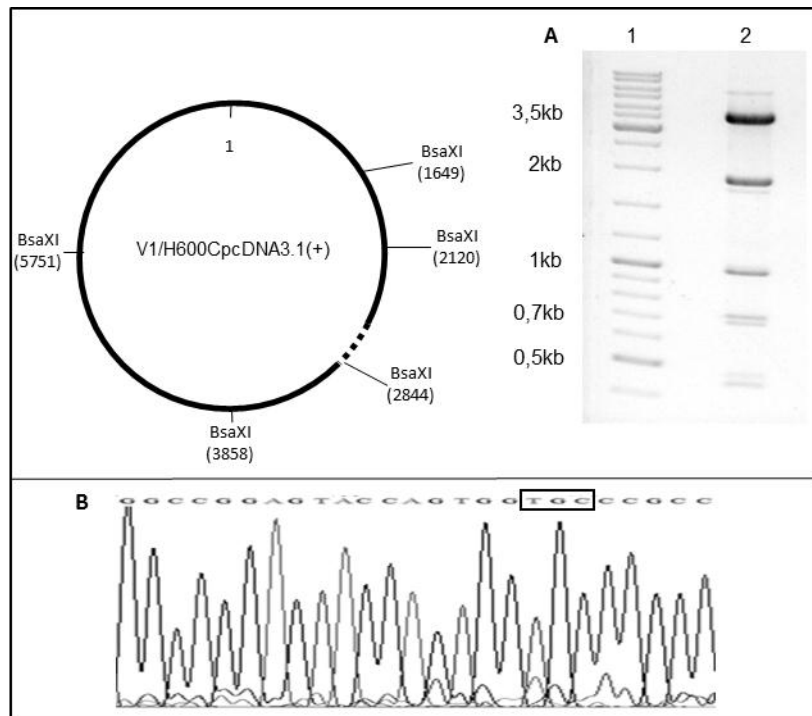 A
1 2
3,5kb
2kb
1kb
0,7kb
0,5kb
1
BsaXI
(1649)
BsaXI
(2120)
BsaXI
(2844)
BsaXI
(3858)
BsaXI
(5751)
V1/H600CpcDNA3.1(+)
B
G G C C G G A G T A C C A G T G G T G C C C G C C